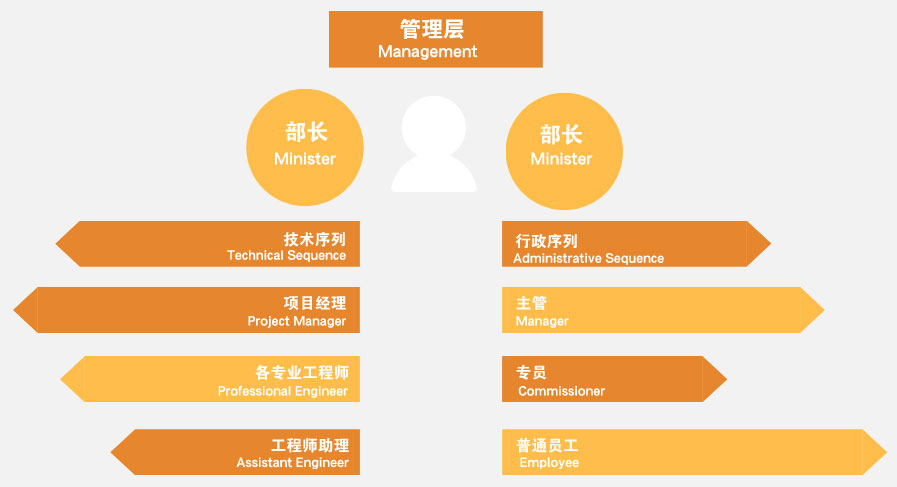 管理层
Management
部长
Minister
部长
Minister
技术序列
Technical Sequence
行政序列
Administrative Sequence
项目经理
Project Manager
主管
Manager
各专业工程师
Professional Engineer
专员
Commissioner
工程师助理
Assistant Engineer
普通员工
Employee